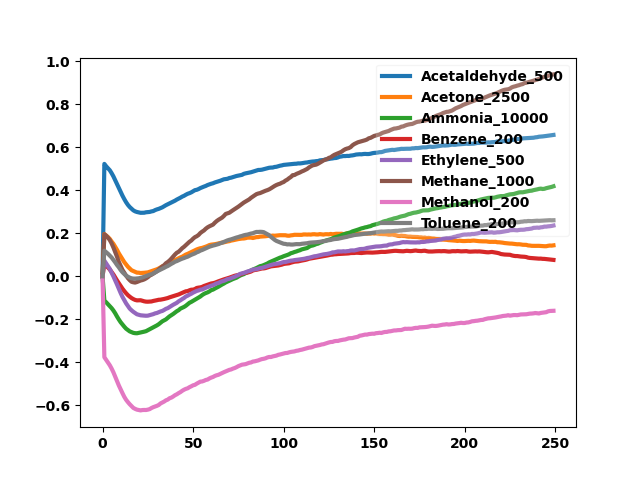 1.0
0.8
0.6
0.4
0.2
0.0
−0.2
−0.4
−0.6
0 50 100 150 200 250
Acetaldehyde_500
Acetone_2500
Ammonia_10000
Benzene_200
Ethylene_500
Methane_1000
Methanol_200
Toluene_200